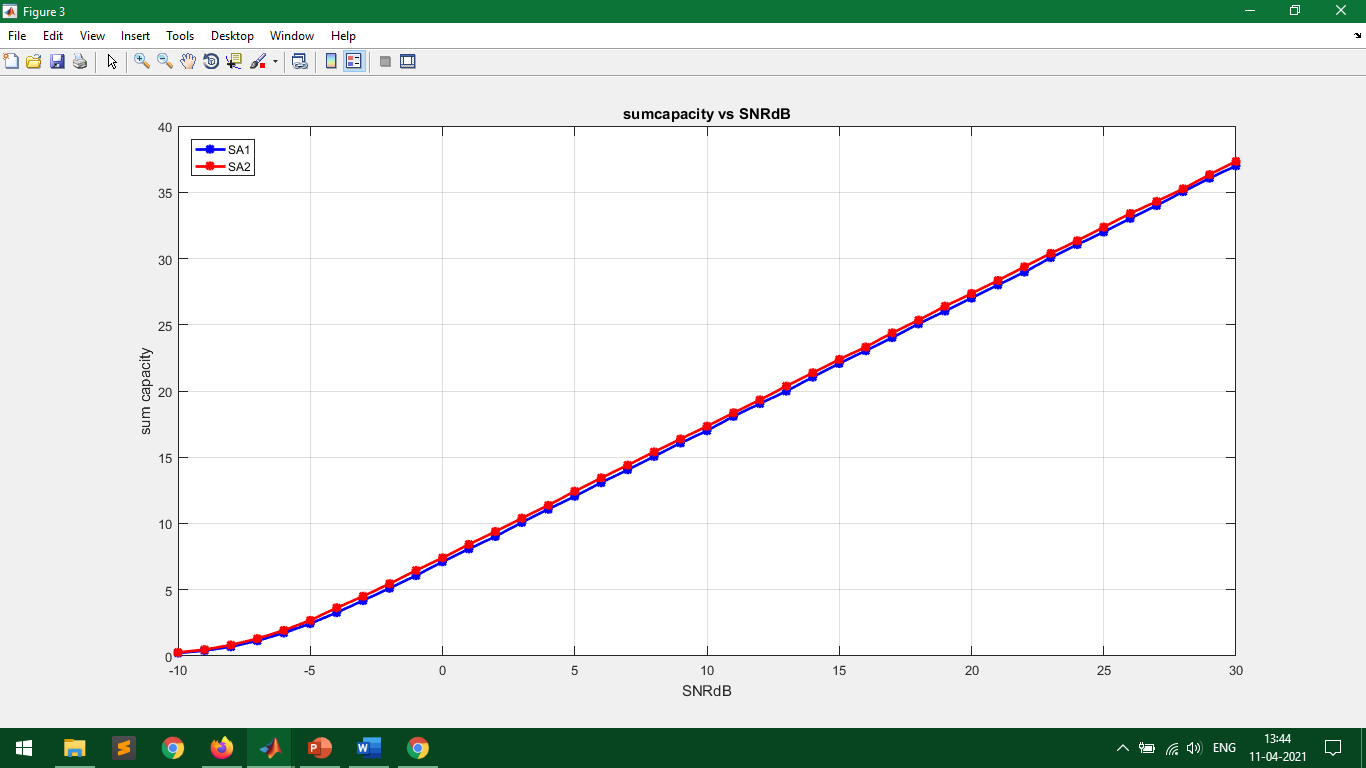 Figure 3
File Edit View Insert Tools Desktop Window Help
sumcapacity vs SNRdB
SA1
SA2
40
35
30
25
20
15
10
5
0
sum capacity
-10 -5 0 5 10 15 20 25 30
SNRdB
ENG
13:44
11-04-2021